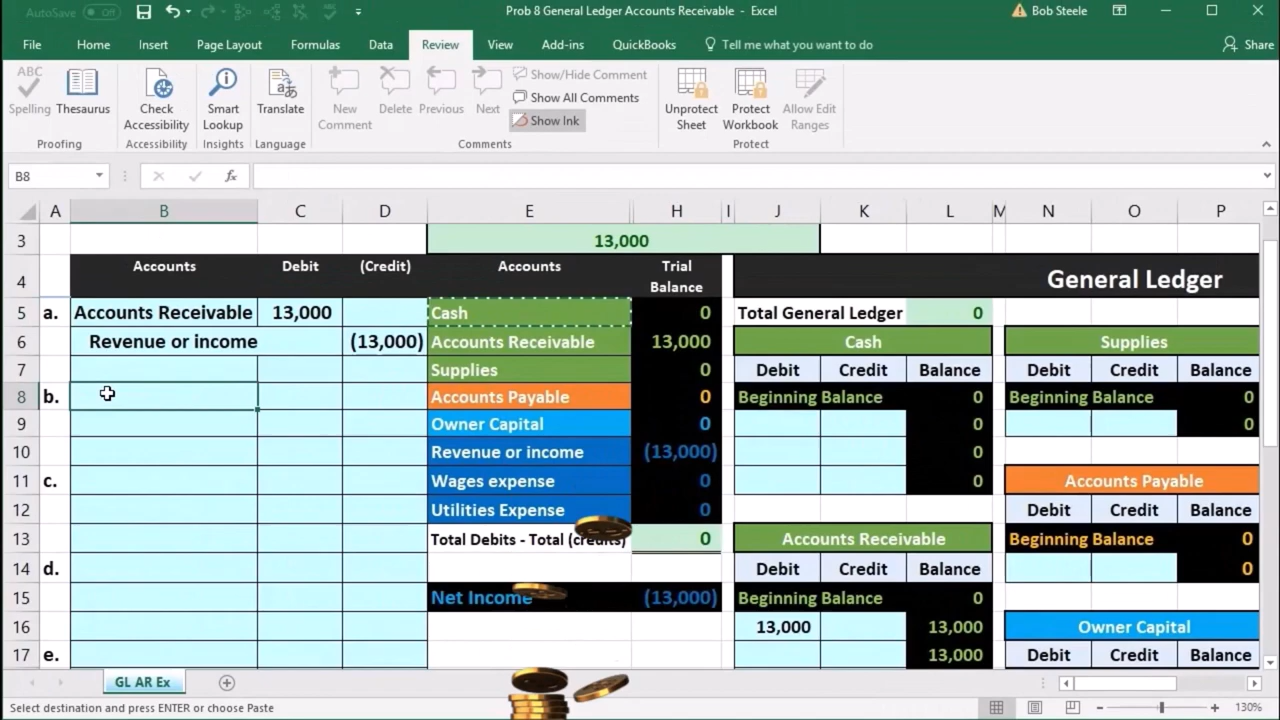 AutoSave Off Prob 8 General Ledger Accounts Receivable - Excel Bob Steele
File Home Insert Page Layout Formulas Data Review View Add-ins QuickBooks Tell me what you want to do Share
ABC
Spelling Thesaurus Check Accessibility Smart Lookup Translate New Comment Delete Previous Next Show/Hide Comment Show All Comments Show Ink Unprotect Sheet Protect Workbook Allow Edit Ranges
Proofing Accessibility Insights Language Comments Protect
B8 fx
A B C D E H I J K L M N O P
3 13,000
4 Accounts Debit (Credit) Accounts Trial Balance General Ledger
5 a. Accounts Receivable 13,000 Cash 0 Total General Ledger 0
6 Revenue or income (13,000) Accounts Receivable 13,000 Cash Supplies
7 Supplies 0 Debit Credit Balance Debit Credit Balance
8 b. Accounts Payable 0 Beginning Balance 0 Beginning Balance 0
9 Owner Capital 0 0 0
10 Revenue or income (13,000) 0
11 c. Wages expense 0 0 Accounts Payable
12 Utilities Expense 0 Debit Credit Balance
13 Total Debits - Total (credits) 0 Accounts Receivable Beginning Balance 0
14 d. Debit Credit Balance 0
15 Net Income (13,000) Beginning Balance 0
16 13,000 13,000 Owner Capital
17 e. 13,000 Debit Credit Balance
GL AR Ex
Select destination and press ENTER or choose Paste 130%